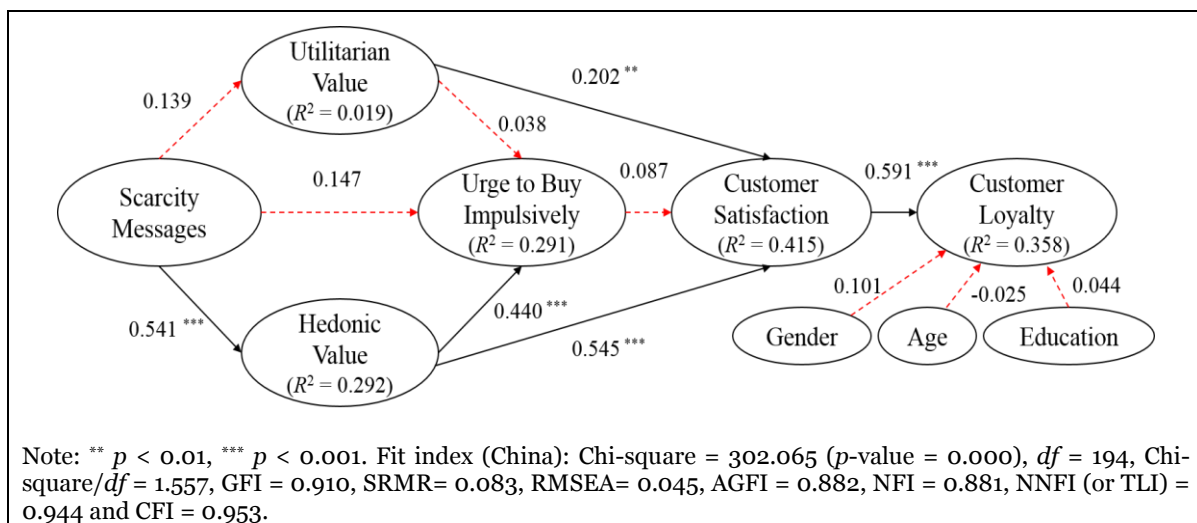 Utilitarian
Value
(R² = 0.019)
0.202 **
0.139
0.038
Scarcity
Messages
0.147
Urge to Buy
Impulsively
(R² = 0.291)
0.087
Customer
Satisfaction
(R² = 0.415)
0.591 ***
Customer
Loyalty
(R² = 0.358)
0.541 ***
Hedonic
Value
(R² = 0.292)
0.440 ***
0.545 ***
0.101
-0.025
0.044
Gender
Age
Education
Note: ** p < 0.01, *** p < 0.001. Fit index (China): Chi-square = 302.065 (p-value = 0.000), df = 194, Chi-
square/df = 1.557, GFI = 0.910, SRMR= 0.083, RMSEA= 0.045, AGFI = 0.882, NFI = 0.881, NNFI (or TLI) =
0.944 and CFI = 0.953.